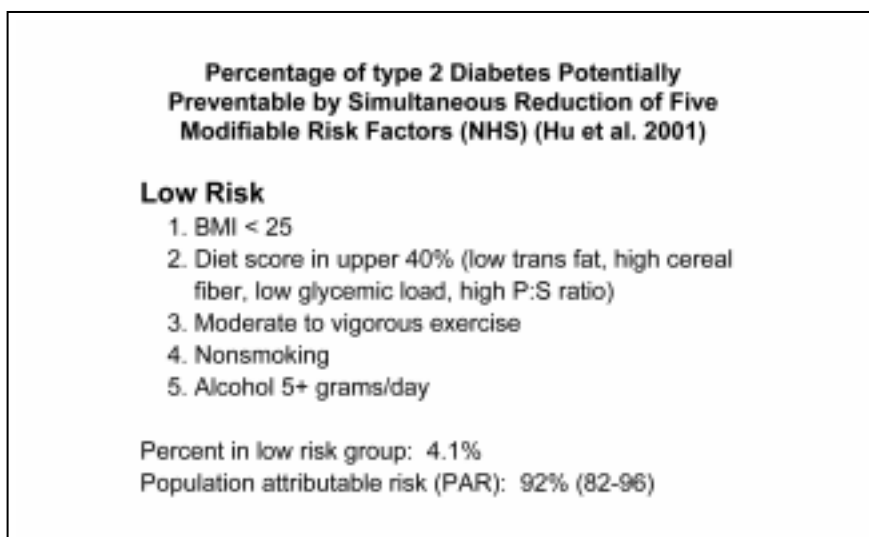 Percentage of type 2 Diabetes Potentially
Preventable by Simultaneous Reduction of Five
Modifiable Risk Factors (NHS) (Hu et al. 2001)
Low Risk
1. BMI < 25
2. Diet score in upper 40% (low trans fat, high cereal
fiber, low glycemic load, high P:S ratio)
3. Moderate to vigorous exercise
4. Nonsmoking
5. Alcohol 5+ grams/day
Percent in low risk group: 4.1%
Population attributable risk (PAR): 92% (82-96)